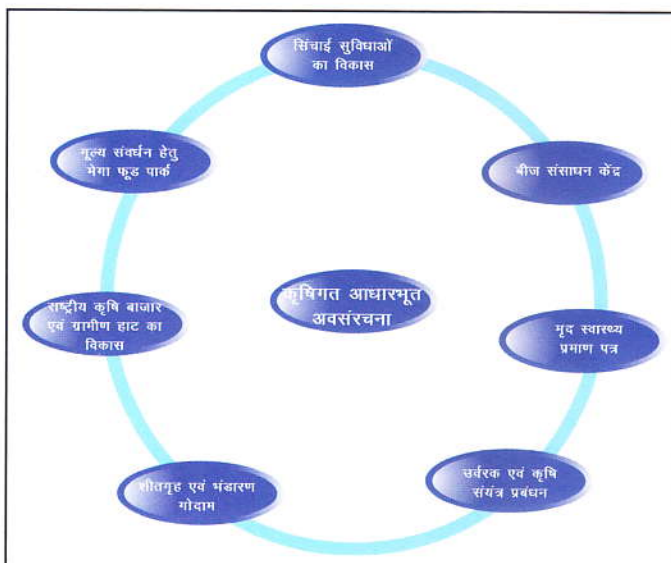 सिंचाई सुविधाओं
का विकास
मूल्य संवर्धन हेतु
मेगा फूड पार्क
बीज संसाधन केंद्र
राष्ट्रीय कृषि बाजार
एवं ग्रामीण हाट का
विकास
कृषिगत आधारभूत
अवसंरचना
मृद स्वास्थ्य
प्रमाण पत्र
शीतगृह एवं भंडारण
गोदाम
उर्वरक एवं कृषि
संयंत्र प्रबंधन